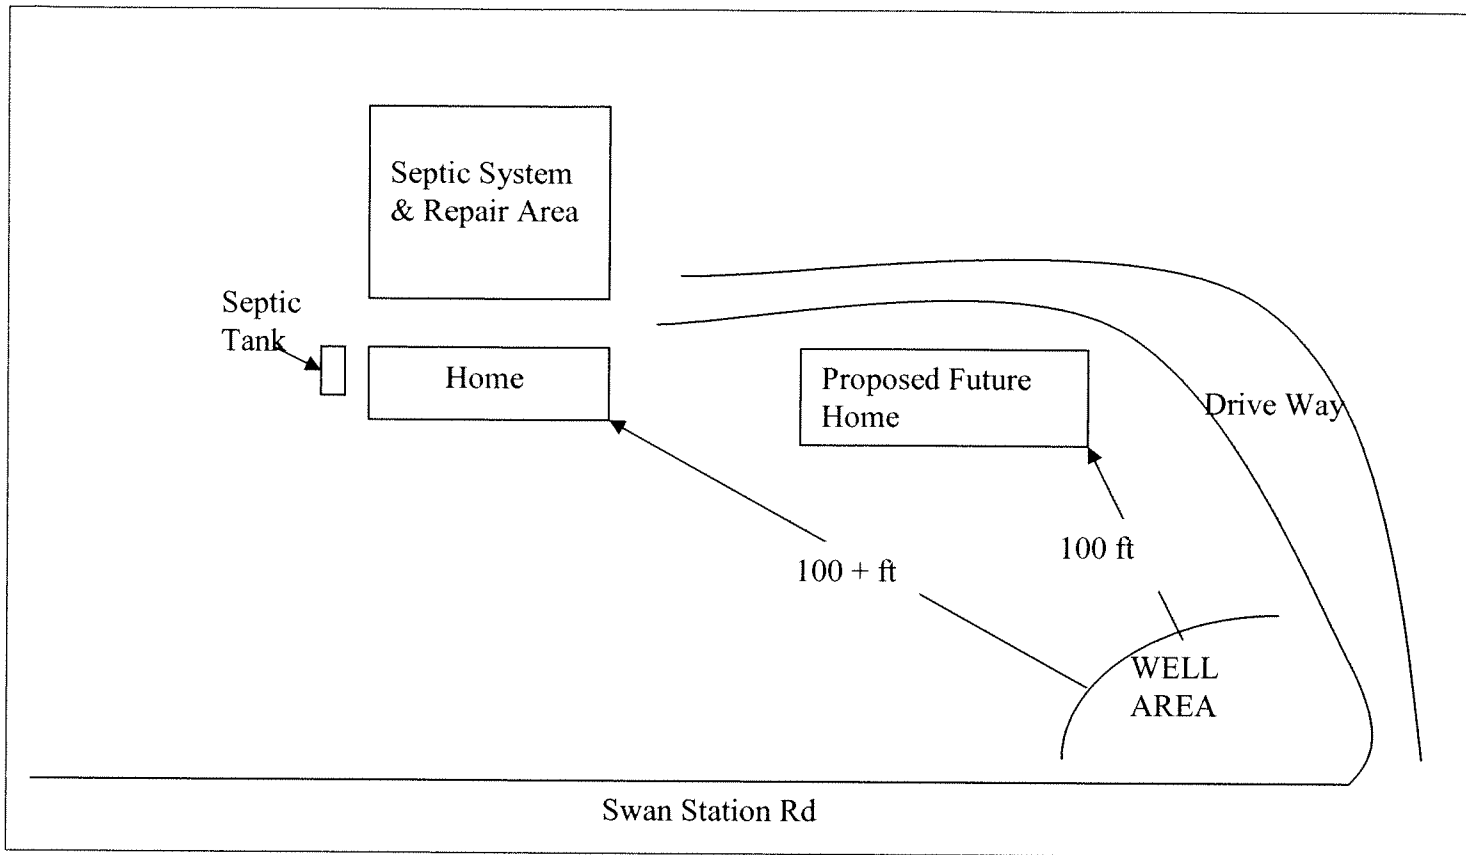 Septic System
& Repair Area
Septic
Tank
Home
Proposed Future
Home
Drive Way
100 + ft
100 ft
WELL
AREA
Swan Station Rd